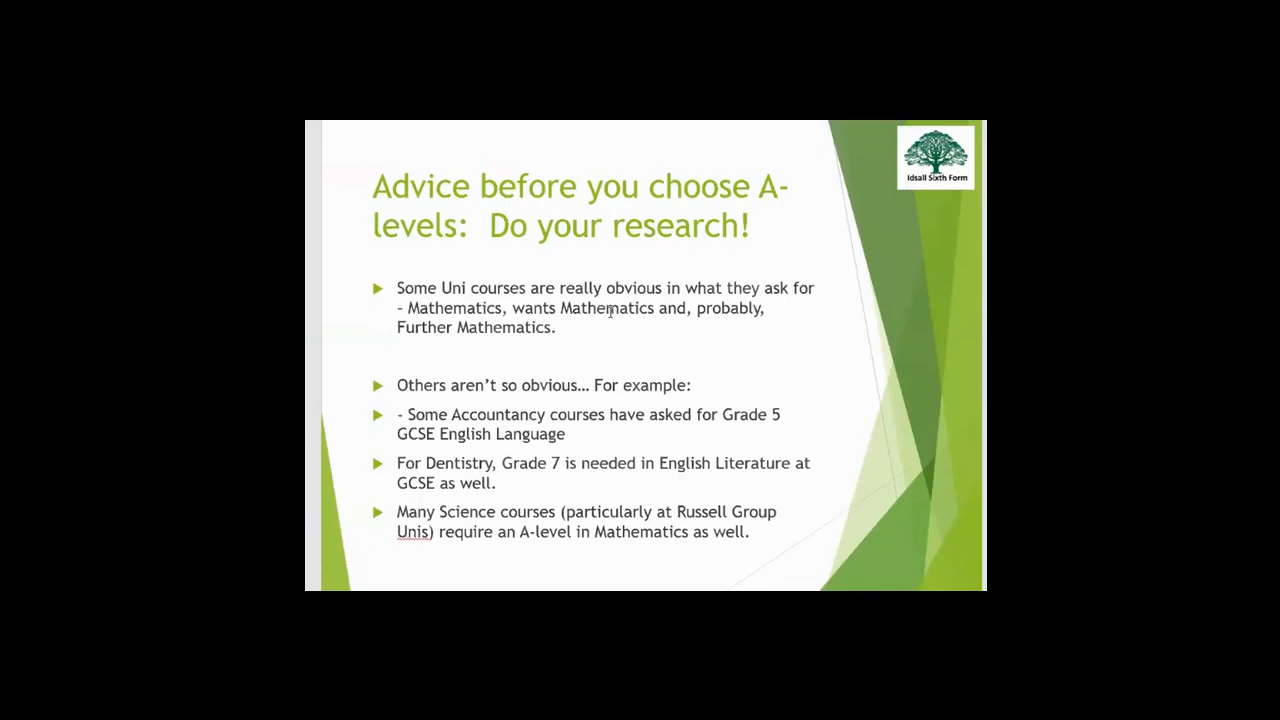 Idsall Sixth Form
Advice before you choose A-
levels: Do your research!
Some Uni courses are really obvious in what they ask for
– Mathematics, wants Mathematics and, probably,
Further Mathematics.
Others aren’t so obvious… For example:
- Some Accountancy courses have asked for Grade 5
GCSE English Language
For Dentistry, Grade 7 is needed in English Literature at
GCSE as well.
Many Science courses (particularly at Russell Group
Unis) require an A-level in Mathematics as well.